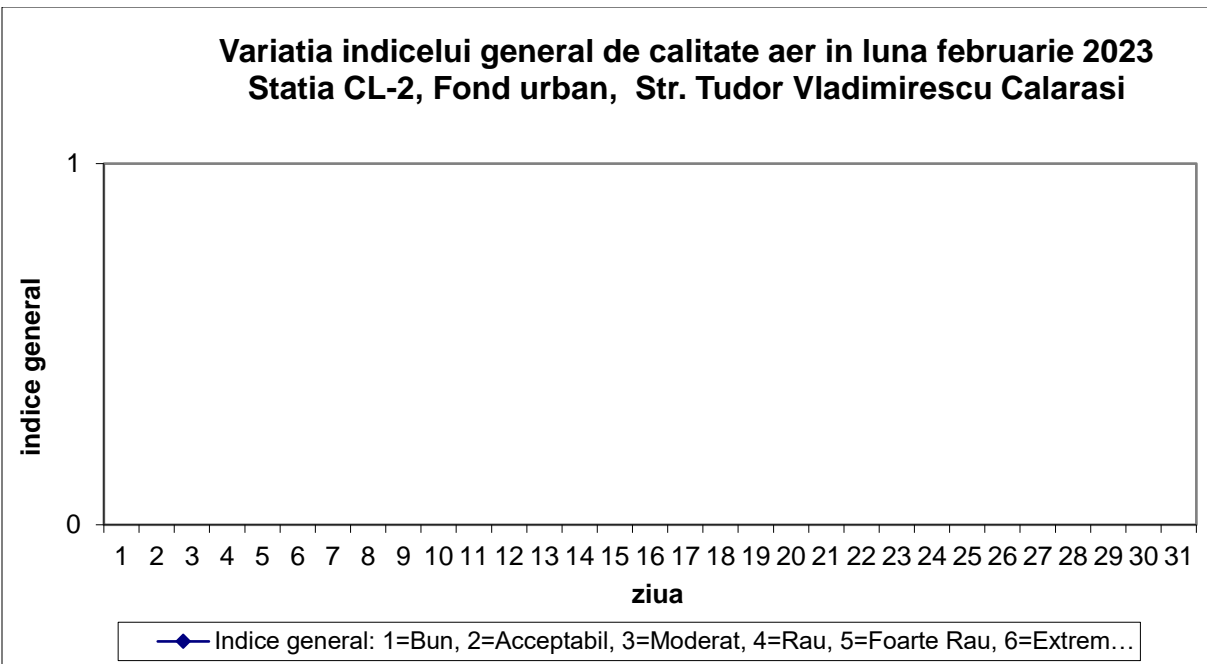 Variatia indicelui general de calitate aer in luna februarie 2023
Statia CL-2, Fond urban,  Str. Tudor Vladimirescu Calarasi
1
indice general
0
1 2 3 4 5 6 7 8 9 10 11 12 13 14 15 16 17 18 19 20 21 22 23 24 25 26 27 28 29 30 31
ziua
Indice general: 1=Bun, 2=Acceptabil, 3=Moderat, 4=Rau, 5=Foarte Rau, 6=Extrem…